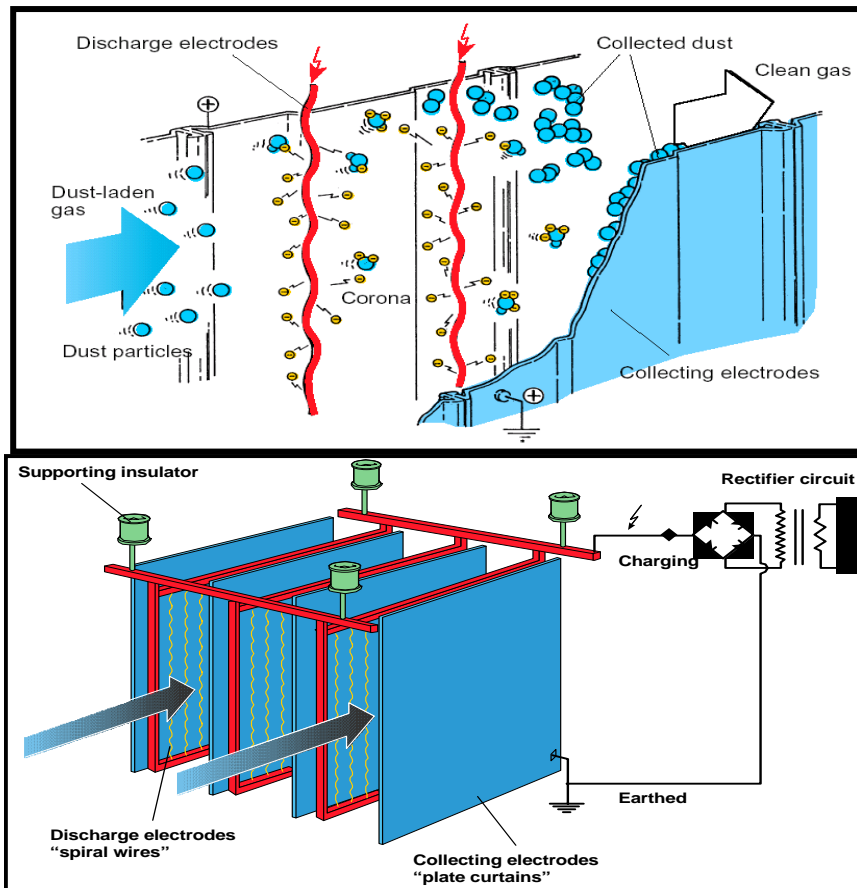 Discharge electrodes
Collected dust
Clean gas
Dust-laden
gas
Corona
Dust particles
Collecting electrodes
Supporting insulator
Rectifier circuit
Charging
Earthed
Discharge electrodes
“spiral wires”
Collecting electrodes
“plate curtains”